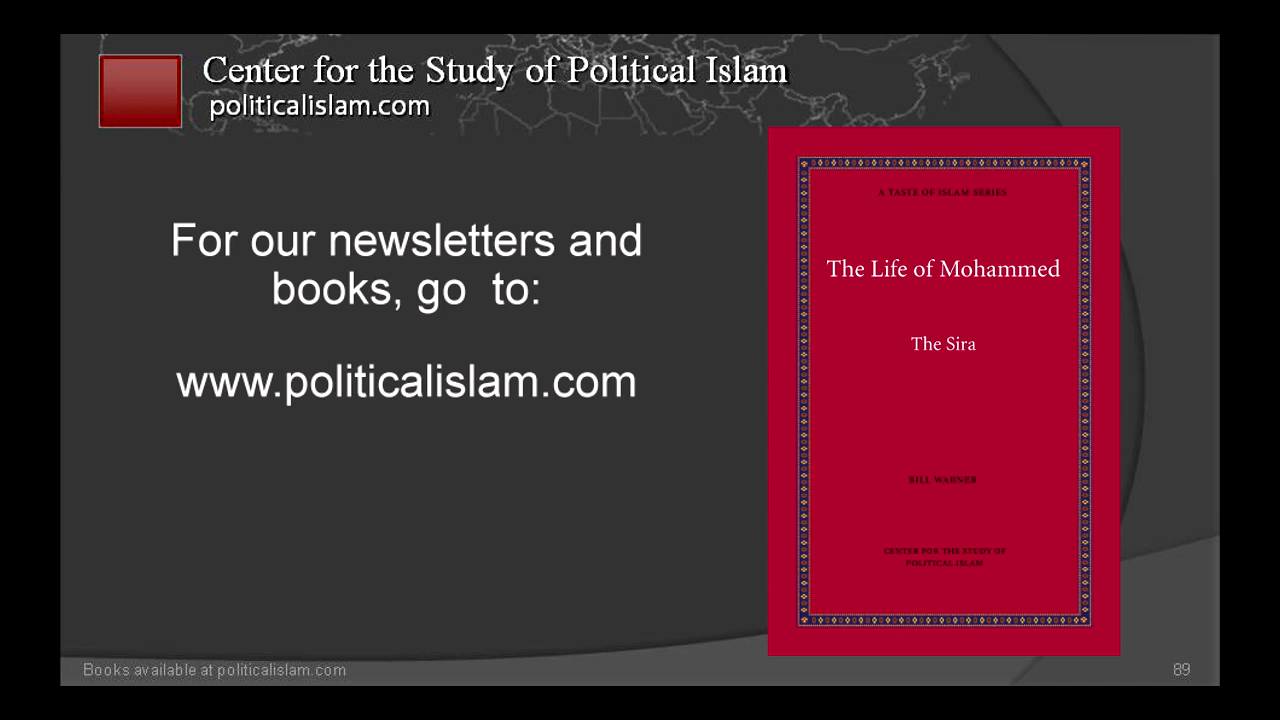 Center for the Study of Political Islam
politicalislam.com
For our newsletters and
books, go to:
www.politicalislam.com
A TASTE OF ISLAM SERIES
The Life of Mohammed
The Sira
BILL WARNER
CENTER FOR THE STUDY OF
POLITICAL ISLAM
Books available at politicalislam.com
89